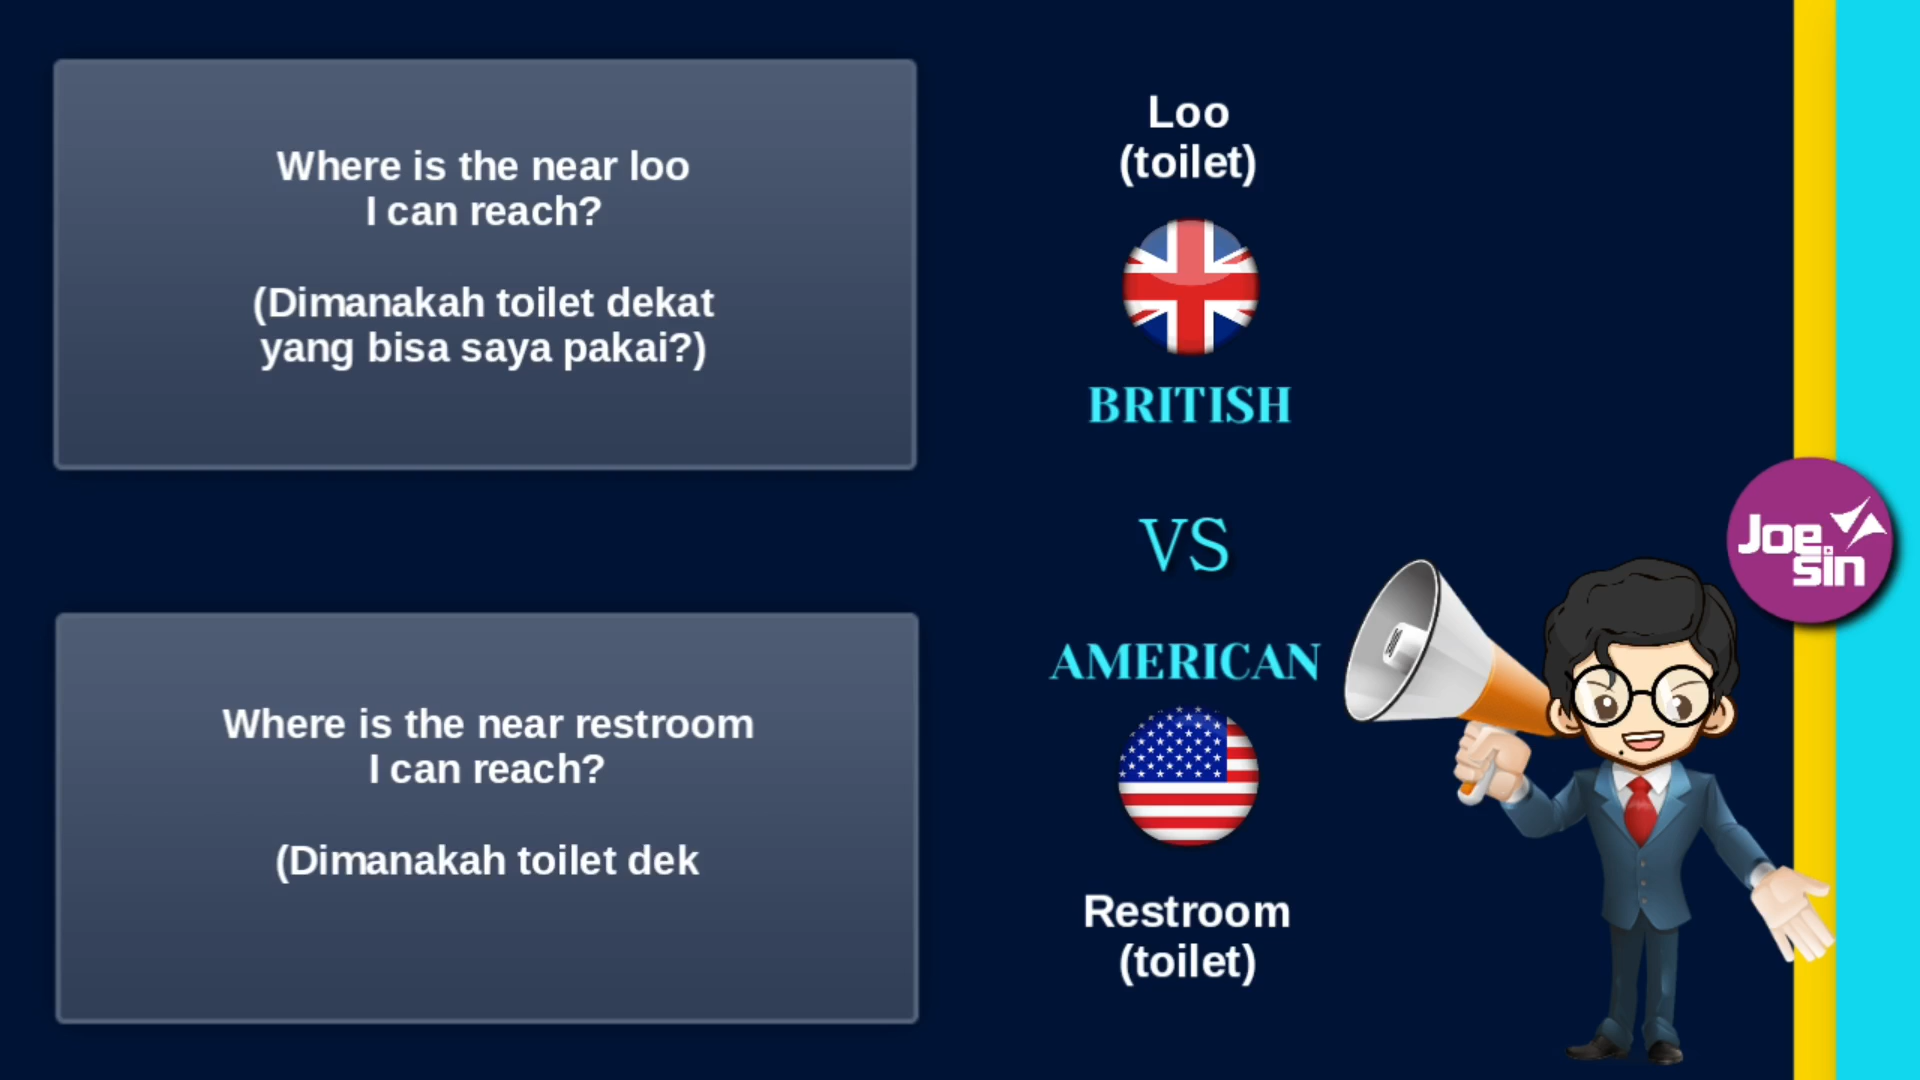 Where is the near loo
I can reach?
(Dimanakah toilet dekat
yang bisa saya pakai?)
Loo
(toilet)
BRITISH
VS
AMERICAN
Restroom
(toilet)
Where is the near restroom
I can reach?
(Dimanakah toilet dek
Joe
sin